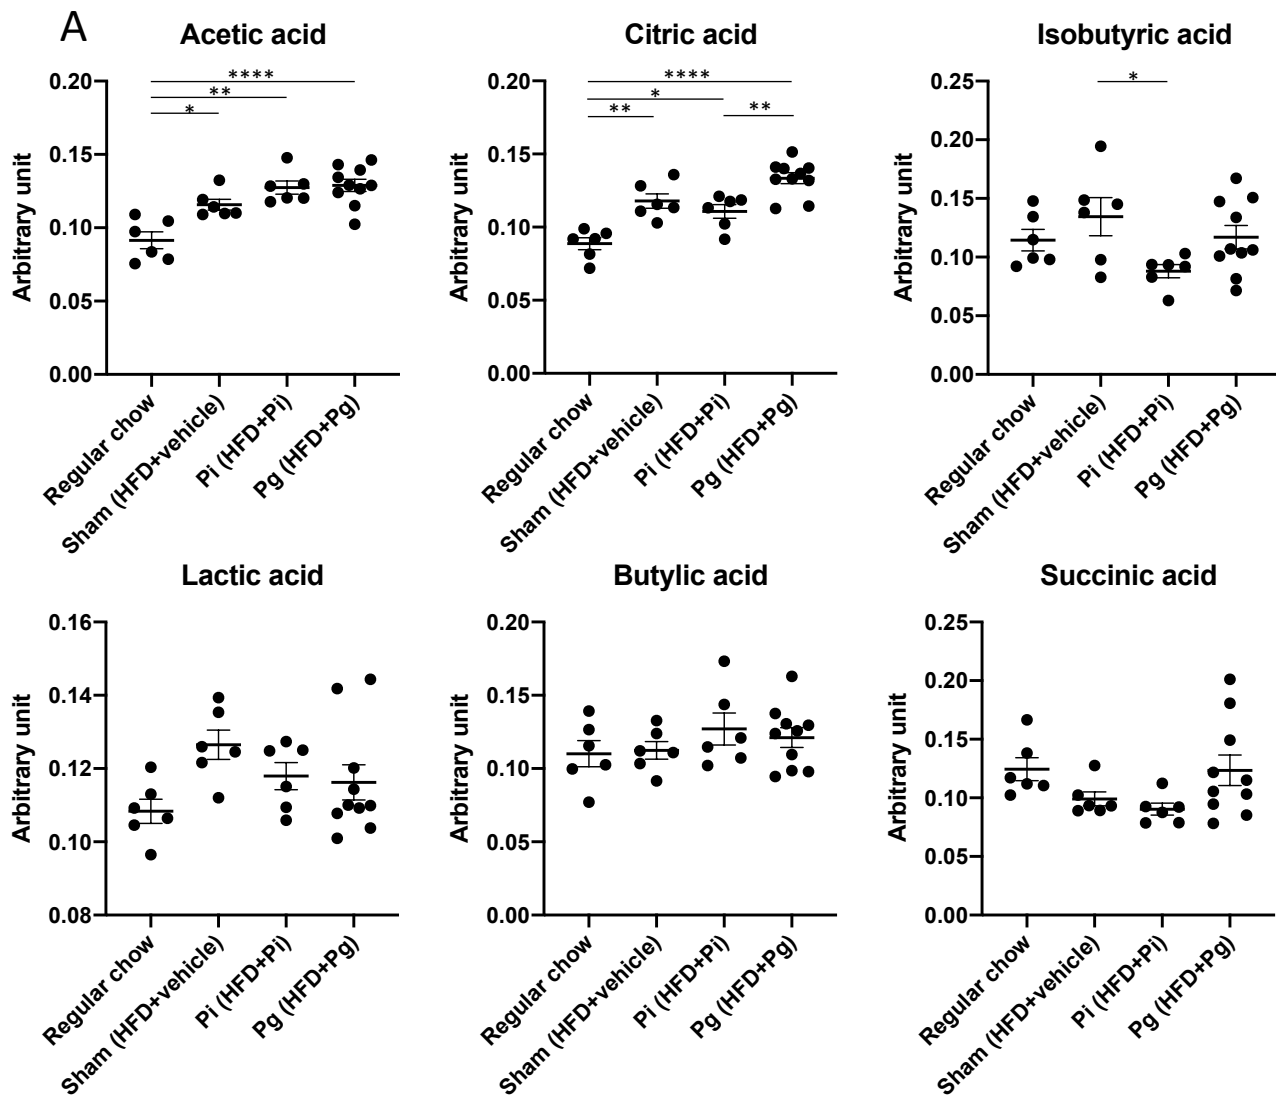 A
Acetic acid
Citric acid
Isobutyric acid
0.20
0.15
0.10
0.05
0.00
Arbitrary unit
****
**
*
Regular chow
Sham (HFD+vehicle)
Pi (HFD+Pi)
Pg (HFD+Pg)
0.20
0.15
0.10
0.05
0.00
Arbitrary unit
****
*
**
**
Regular chow
Sham (HFD+vehicle)
Pi (HFD+Pi)
Pg (HFD+Pg)
0.25
0.20
0.15
0.10
0.05
0.00
Arbitrary unit
*
Regular chow
Sham (HFD+vehicle)
Pi (HFD+Pi)
Pg (HFD+Pg)
Lactic acid
Butylic acid
Succinic acid
0.16
0.14
0.12
0.10
0.08
Arbitrary unit
Regular chow
Sham (HFD+vehicle)
Pi (HFD+Pi)
Pg (HFD+Pg)
0.20
0.15
0.10
0.05
0.00
Arbitrary unit
Regular chow
Sham (HFD+vehicle)
Pi (HFD+Pi)
Pg (HFD+Pg)
0.25
0.20
0.15
0.10
0.05
0.00
Arbitrary unit
Regular chow
Sham (HFD+vehicle)
Pi (HFD+Pi)
Pg (HFD+Pg)